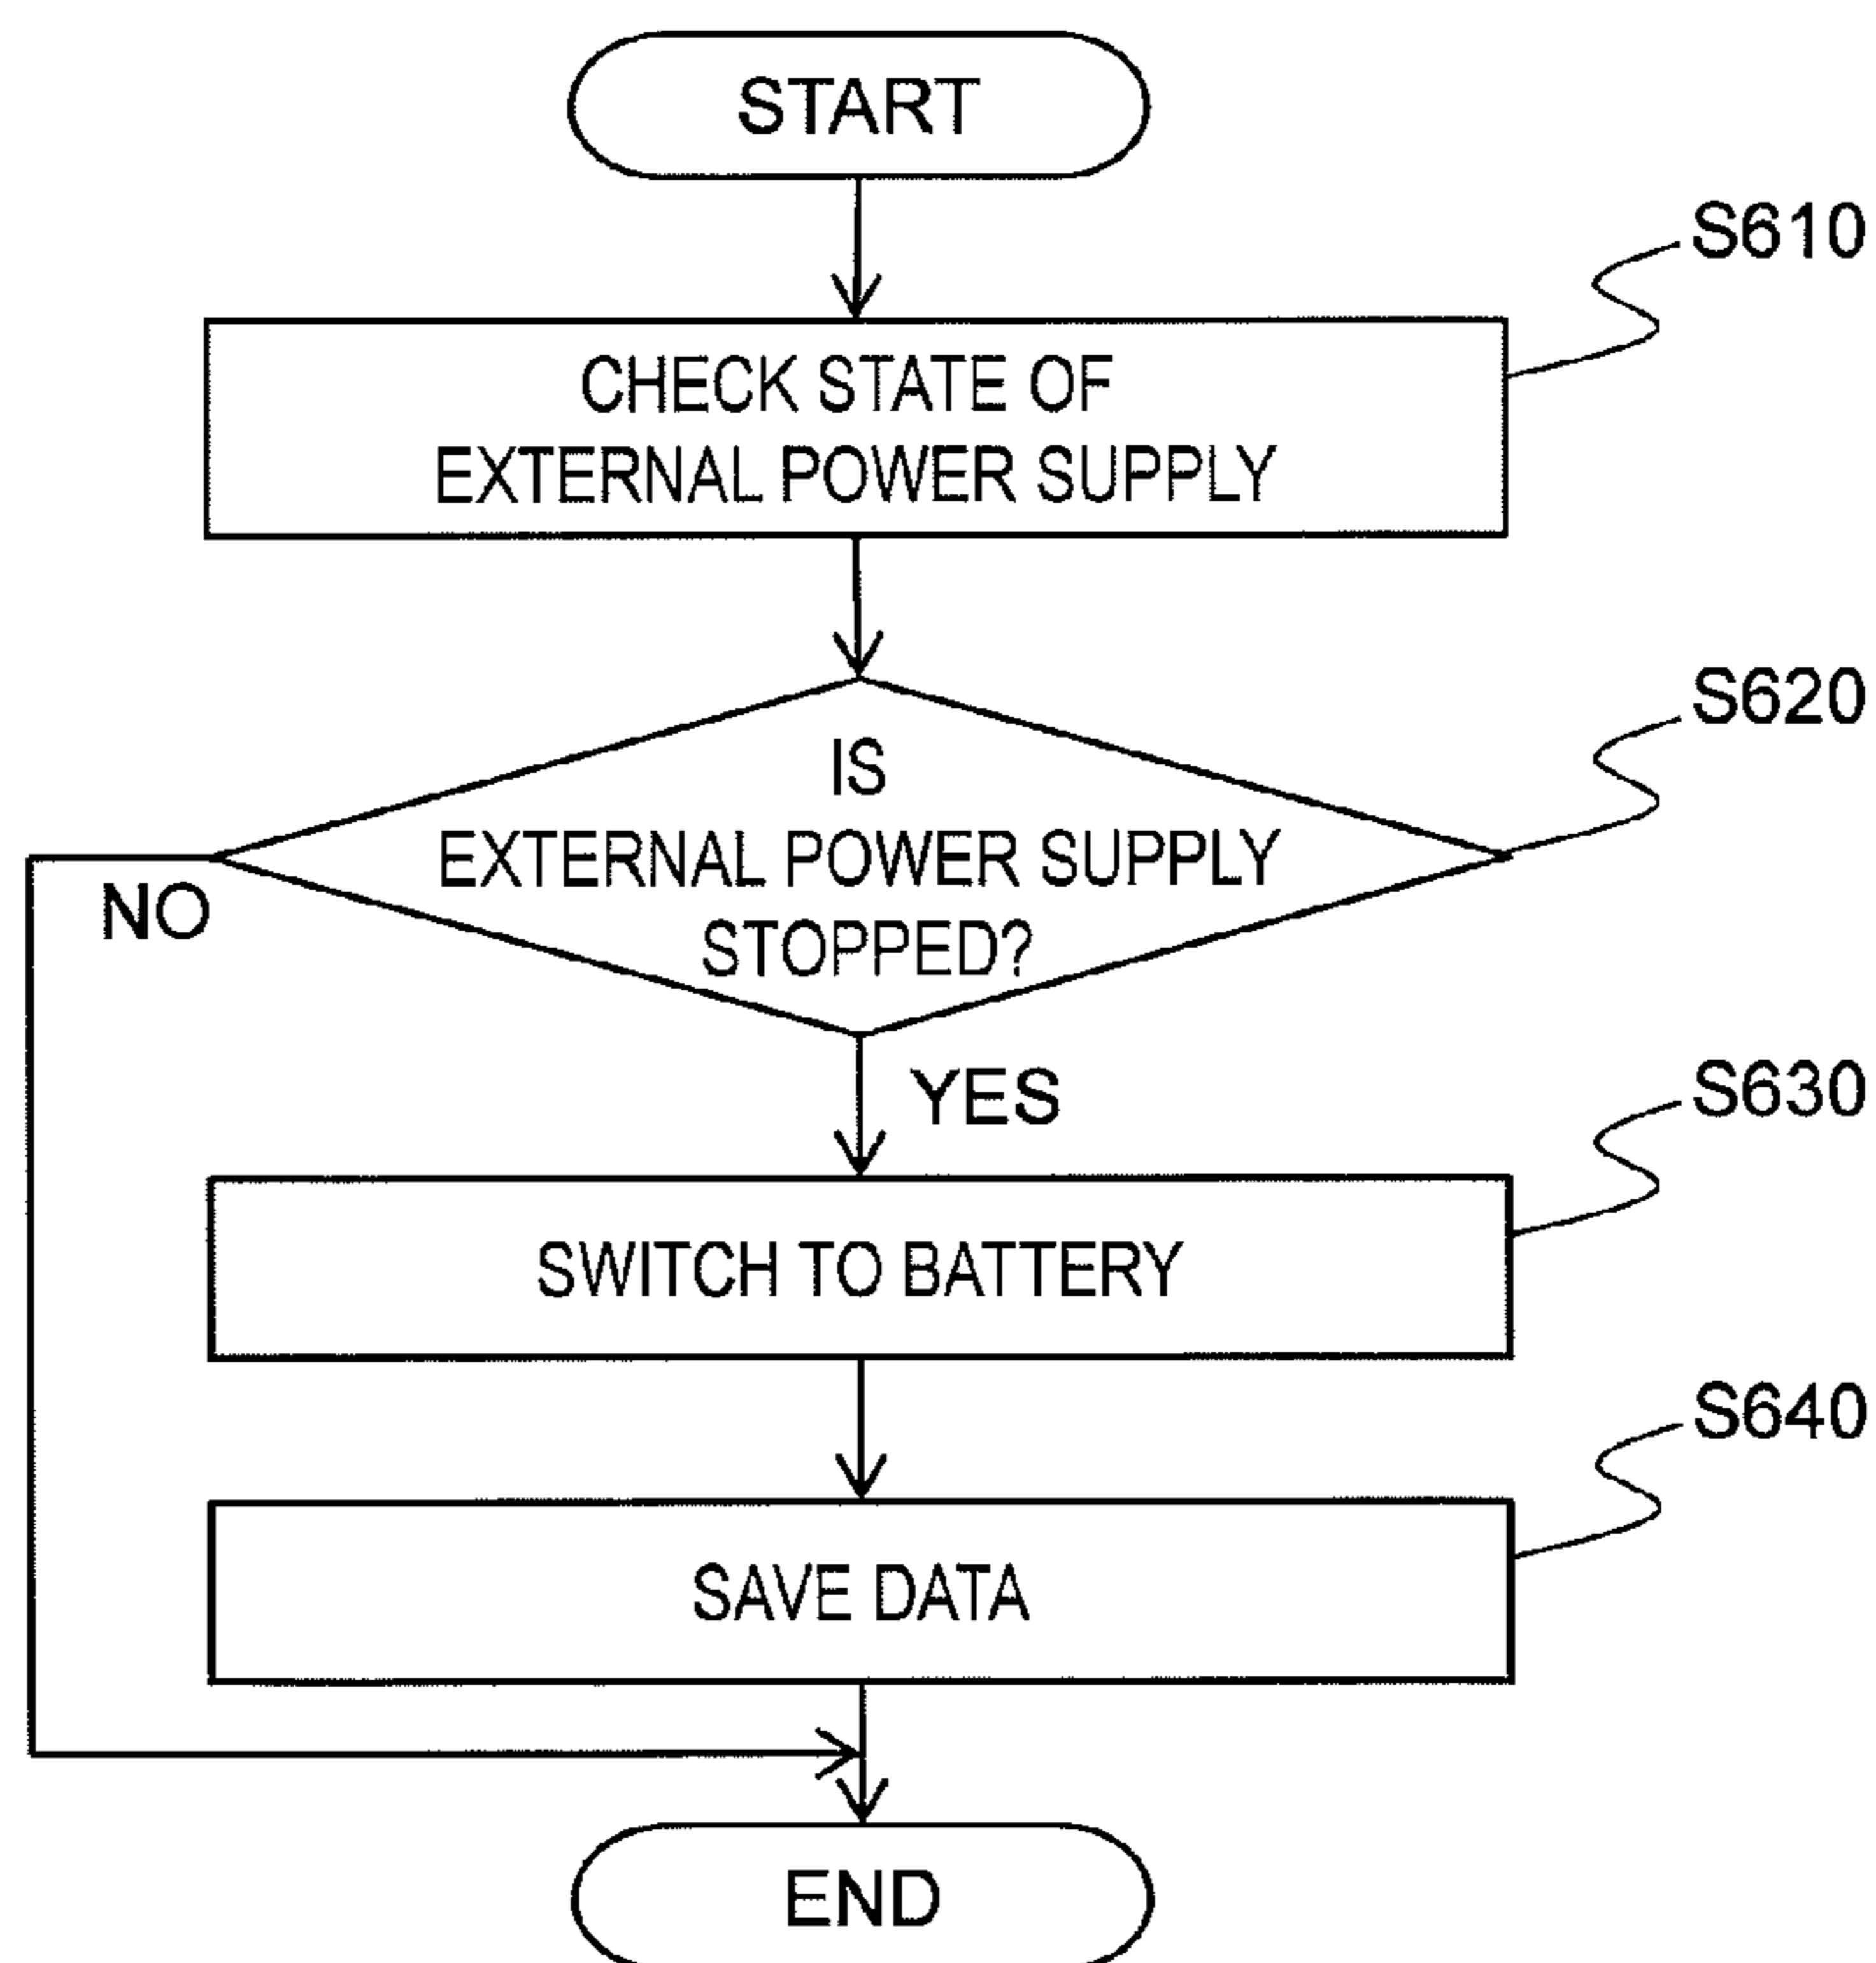 START
S610
CHECK STATE OF
EXTERNAL POWER SUPPLY
S620
IS
EXTERNAL POWER SUPPLY
STOPPED?
NO
YES
S630
SWITCH TO BATTERY
S640
SAVE DATA
END